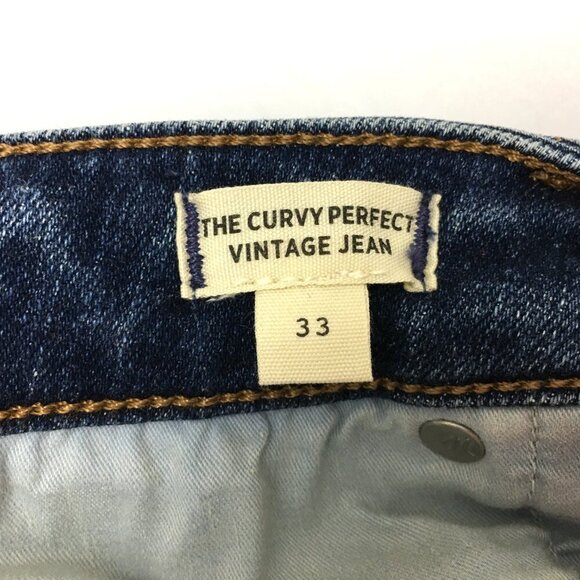 THE CURVY PERFECT
VINTAGE JEAN
33